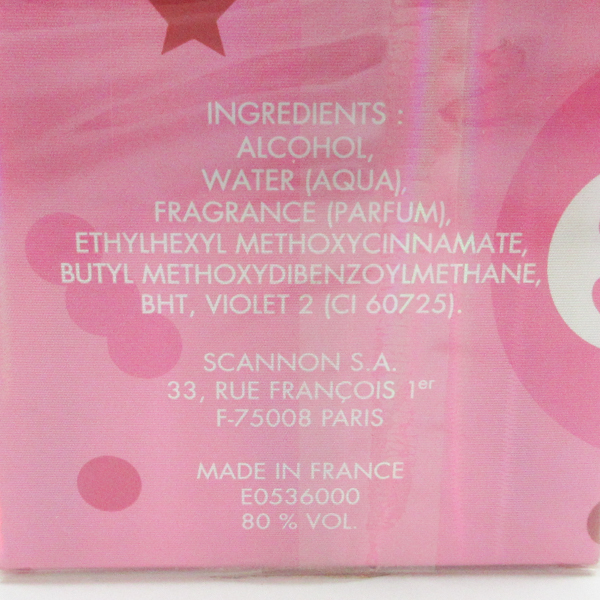 INGREDIENTS :
ALCOHOL,
WATER (AQUA),
FRAGRANCE (PARFUM),
ETHYLHEXYL METHOXYCINNAMATE,
BUTYL METHOXYDIBENZOYLMETHANE,
BHT, VIOLET 2 (CI 60725).
SCANNON S.A.
33, RUE FRANÇOIS 1er
F-75008 PARIS
MADE IN FRANCE
E0536000
80 % VOL.